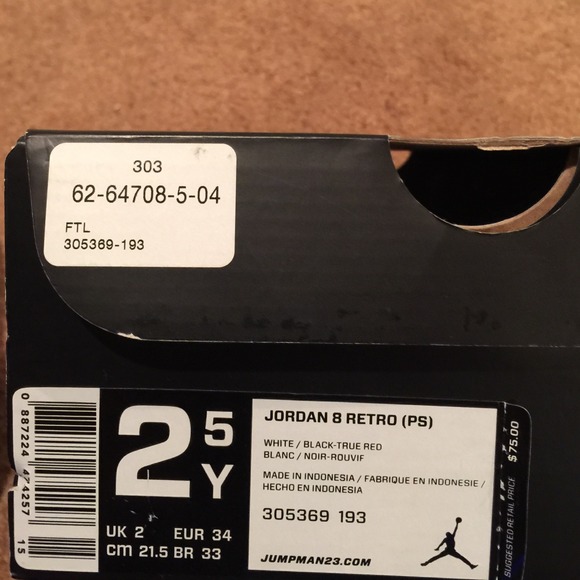 303
62-64708-5-04
FTL
305369-193
0 887224 474257 15
2 5 Y
UK 2 EUR 34
CM 21.5 BR 33
JORDAN 8 RETRO (PS)
WHITE / BLACK-TRUE RED
BLANC / NOIR-ROUVIF
MADE IN INDONESIA / FABRIQUE EN INDONESIE /
HECHO EN INDONESIA
305369 193
JUMPMAN23.COM
SUGGESTED RETAIL PRICE $75.00